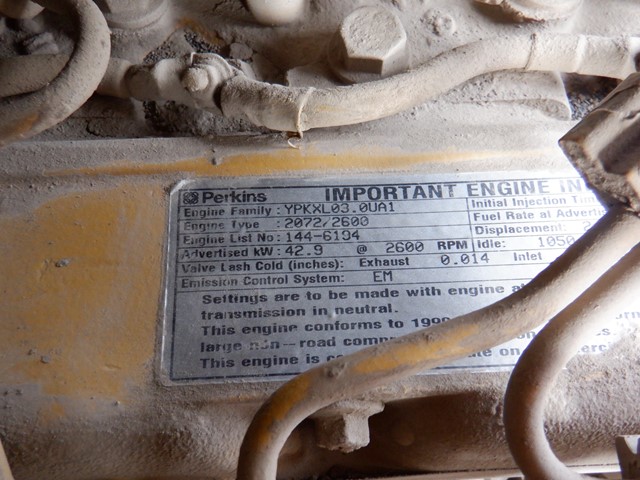 Perkins IMPORTANT ENGINE IN
Engine Family : YPKXL03.0UA1
Initial Injection
Engine Type : 2072/2600
Fuel Rate at
Engine List No : 144-6194
Displacement:
Advertised kW : 42.9 @ 2600 RPM
Idle: 1050
Valve Lash Cold (inches): Exhaust 0.014 Inlet
Emission Control System: EM
Settings are to be made with engine
transmission in neutral.
This engine conforms to
large non-road
This engine is